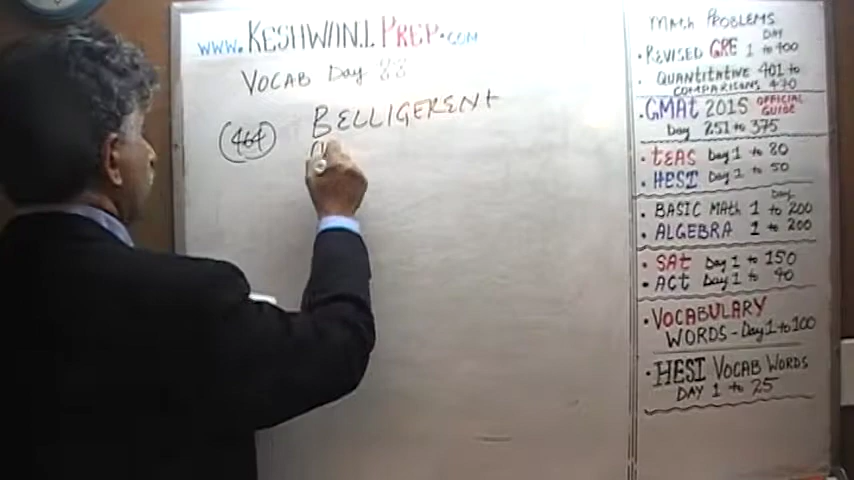 www.KESHWANI.PREP.com
VOCAB Day 88
464 BELLIGERENT
MATH PROBLEMS
DAY
• REVISED GRE 1 to 400
• QUANTITATIVE 401 to
COMPARISONS 470
• GMAT 2015 OFFICIAL GUIDE
Day 251 to 375
• TEAS Day 1 to 80
• HESI Day 1 to 50
Day
• BASIC MATH 1 to 200
• ALGEBRA 1 to 200
• SAT Day 1 to 150
• ACT Day 1 to 40
• VOCABULARY
WORDS - Day 1 to 100
• HESI VOCAB WORDS
DAY 1 to 25